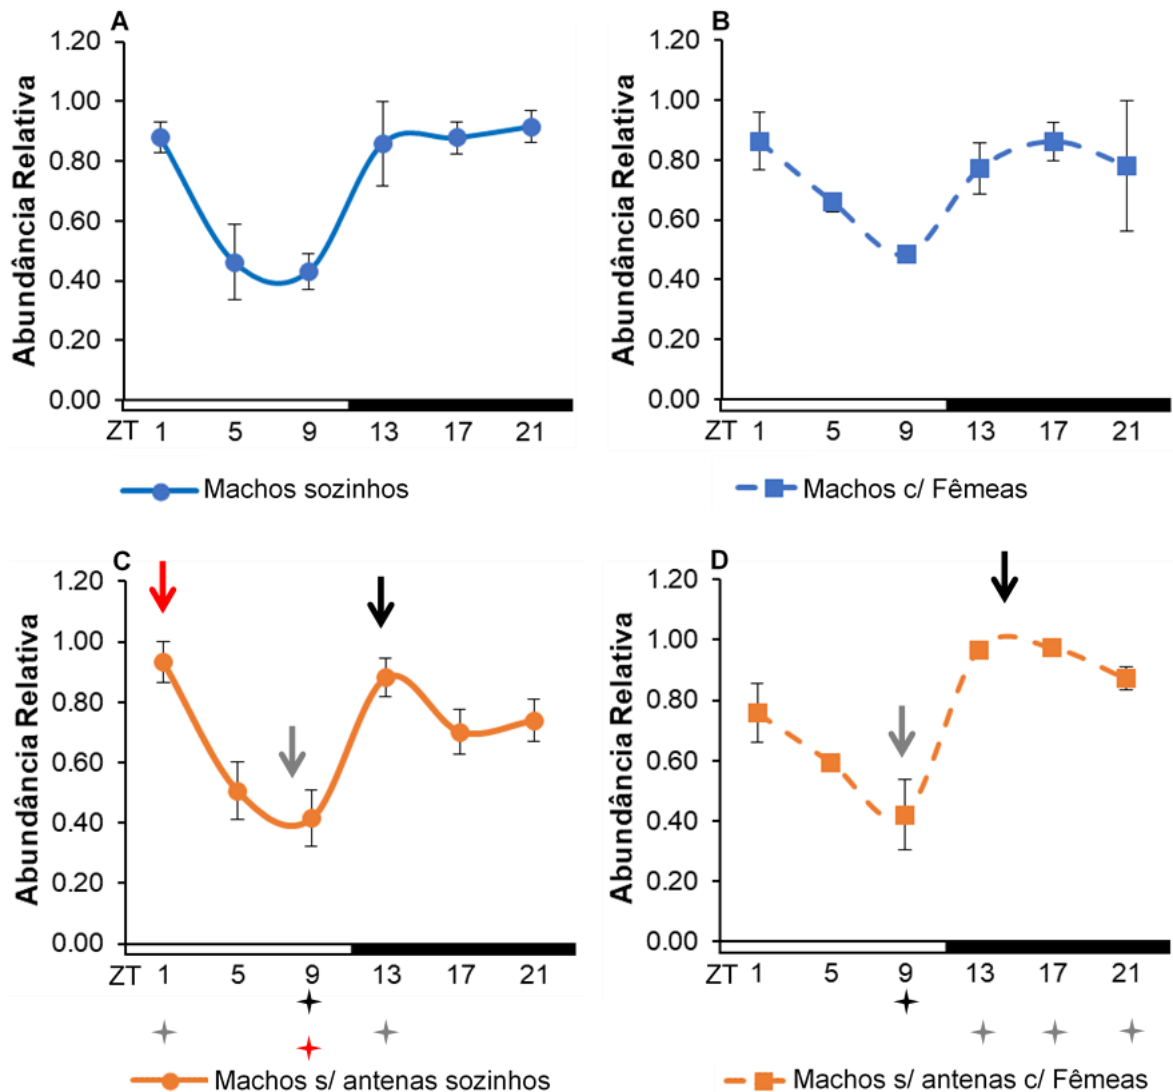 A
Abundância Relativa
1.20
1.00
0.80
0.60
0.40
0.20
0.00
ZT 1 5 9 13 17 21
Machos sozinhos
B
Abundância Relativa
1.20
1.00
0.80
0.60
0.40
0.20
0.00
ZT 1 5 9 13 17 21
Machos c/ Fêmeas
C
Abundância Relativa
1.20
1.00
0.80
0.60
0.40
0.20
0.00
ZT 1 5 9 13 17 21
Machos s/ antenas sozinhos
D
Abundância Relativa
1.20
1.00
0.80
0.60
0.40
0.20
0.00
ZT 1 5 9 13 17 21
Machos s/ antenas c/ Fêmeas